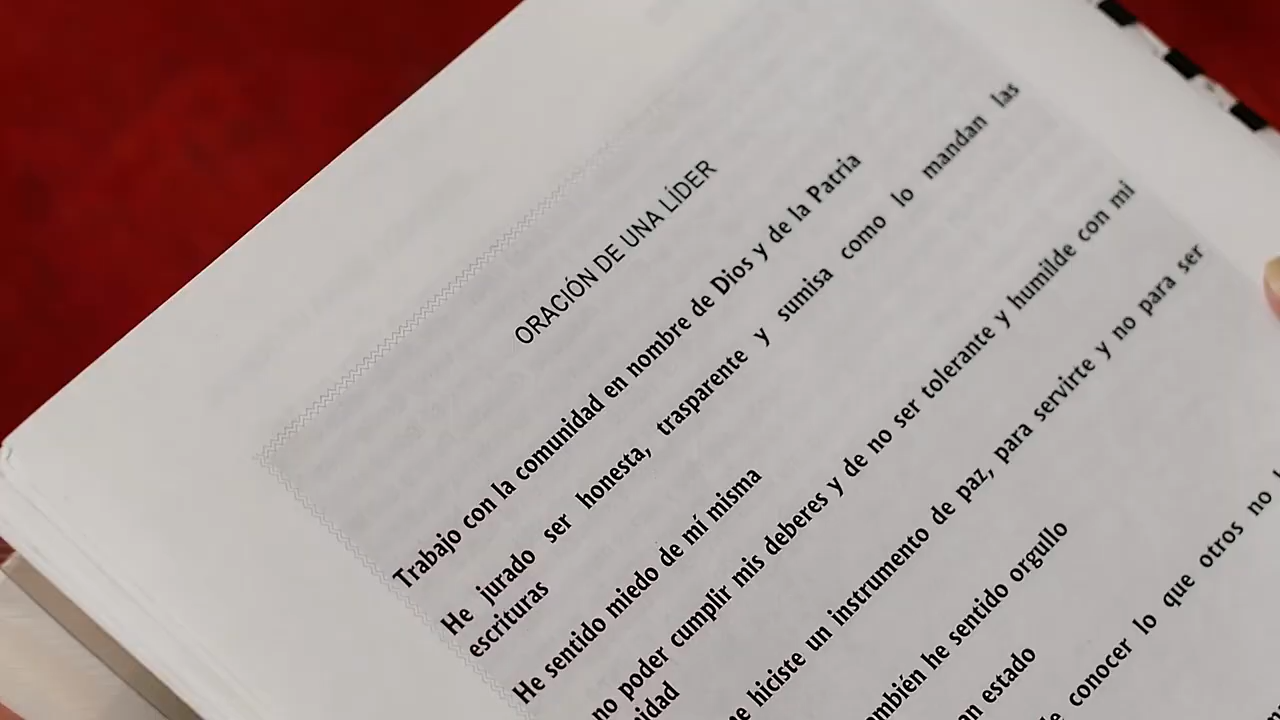 ORACIÓN DE UNA LÍDER
Trabajo con la comunidad en nombre de Dios y de la Patria
He jurado ser honesta, trasparente y sumisa como lo mandan las
escrituras
He sentido miedo de mí misma
no poder cumplir mis deberes y de no ser tolerante y humilde con mi
hiciste un instrumento de paz, para servirte y no para ser
he sentido orgullo
estado
conocer lo que otros no